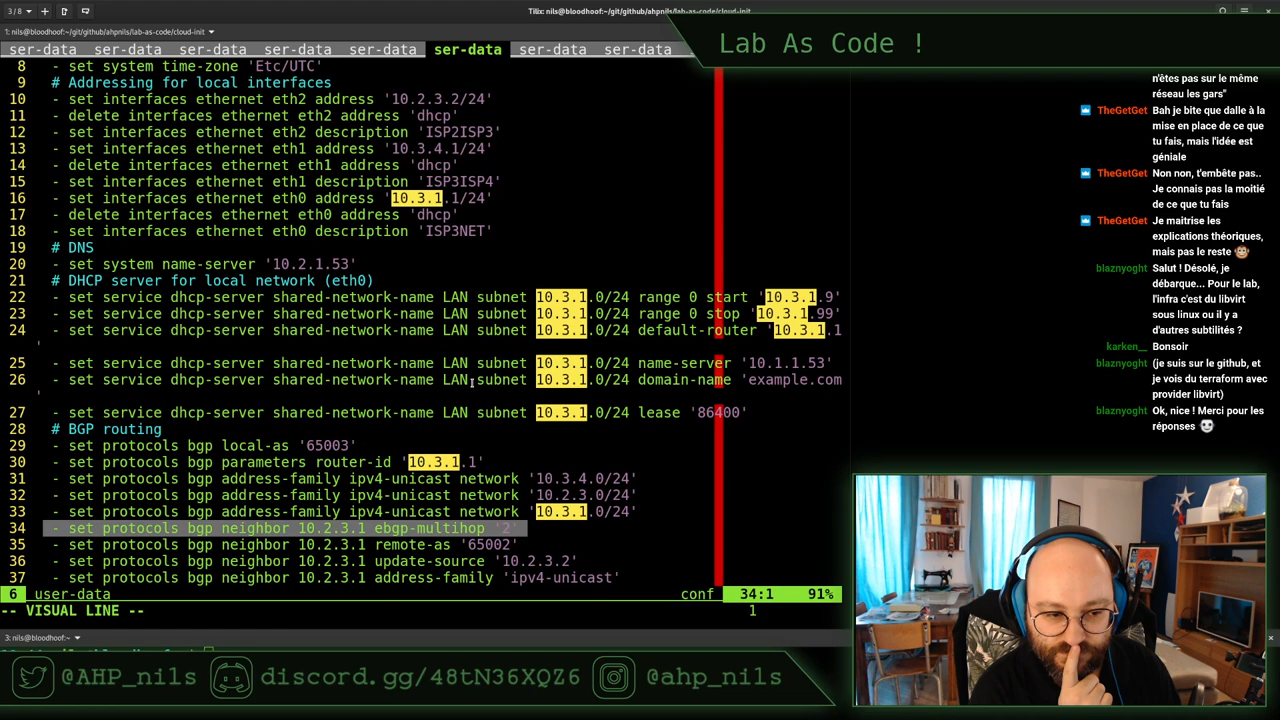 3 / 8
Tilix: nils@bloodhoof:~/git/github/ahpnils/lab-as-code/cloud-init
1: nils@bloodhoof:~/git/github/ahpnils/lab-as-code/cloud-init
ser-data ser-data ser-data ser-data ser-data ser-data ser-data ser-data
Lab As Code !
8 - set system time-zone 'Etc/UTC'
9 # Addressing for local interfaces
10 - set interfaces ethernet eth2 address '10.2.3.2/24'
11 - delete interfaces ethernet eth2 address 'dhcp'
12 - set interfaces ethernet eth2 description 'ISP2ISP3'
13 - set interfaces ethernet eth1 address '10.3.4.1/24'
14 - delete interfaces ethernet eth1 address 'dhcp'
15 - set interfaces ethernet eth1 description 'ISP3ISP4'
16 - set interfaces ethernet eth0 address '10.3.1.1/24'
17 - delete interfaces ethernet eth0 address 'dhcp'
18 - set interfaces ethernet eth0 description 'ISP3NET'
19 # DNS
20 - set system name-server '10.2.1.53'
21 # DHCP server for local network (eth0)
22 - set service dhcp-server shared-network-name LAN subnet 10.3.1.0/24 range 0 start '10.3.1.9'
23 - set service dhcp-server shared-network-name LAN subnet 10.3.1.0/24 range 0 stop '10.3.1.99'
24 - set service dhcp-server shared-network-name LAN subnet 10.3.1.0/24 default-router '10.3.1.1
'
25 - set service dhcp-server shared-network-name LAN subnet 10.3.1.0/24 name-server '10.1.1.53'
26 - set service dhcp-server shared-network-name LAN subnet 10.3.1.0/24 domain-name 'example.com
'
27 - set service dhcp-server shared-network-name LAN subnet 10.3.1.0/24 lease '86400'
28 # BGP routing
29 - set protocols bgp local-as '65003'
30 - set protocols bgp parameters router-id '10.3.1.1'
31 - set protocols bgp address-family ipv4-unicast network '10.3.4.0/24'
32 - set protocols bgp address-family ipv4-unicast network '10.2.3.0/24'
33 - set protocols bgp address-family ipv4-unicast network '10.3.1.0/24'
34 - set protocols bgp neighbor 10.2.3.1 ebgp-multihop '2'
35 - set protocols bgp neighbor 10.2.3.1 remote-as '65002'
36 - set protocols bgp neighbor 10.2.3.1 update-source '10.2.3.2'
37 - set protocols bgp neighbor 10.2.3.1 address-family 'ipv4-unicast'
6 user-data conf 34:1 91%
-- VISUAL LINE -- 1
3: nils@bloodhoof:~
n'êtes pas sur le même
réseau les gars"
TheGetGet Bah je bite que dalle à la
mise en place de ce que
tu fais, mais l'idée est
géniale
TheGetGet Non non, t'embête pas..
Je connais pas la moitié
de ce que tu fais
TheGetGet Je maitrise les
explications théoriques,
mais pas le reste
blaznyoght Salut ! Désolé, je
débarque... Pour le lab,
l'infra c'est du libvirt
sous linux ou il y a
d'autres subtilités ?
karken__ Bonsoir
blaznyoght (je suis sur le github, et
je vois du terraform avec
provider libvirt)
blaznyoght Ok, nice ! Merci pour les
réponses
@AHP_nils discord.gg/48tN36XQZ6 @ahp_nils